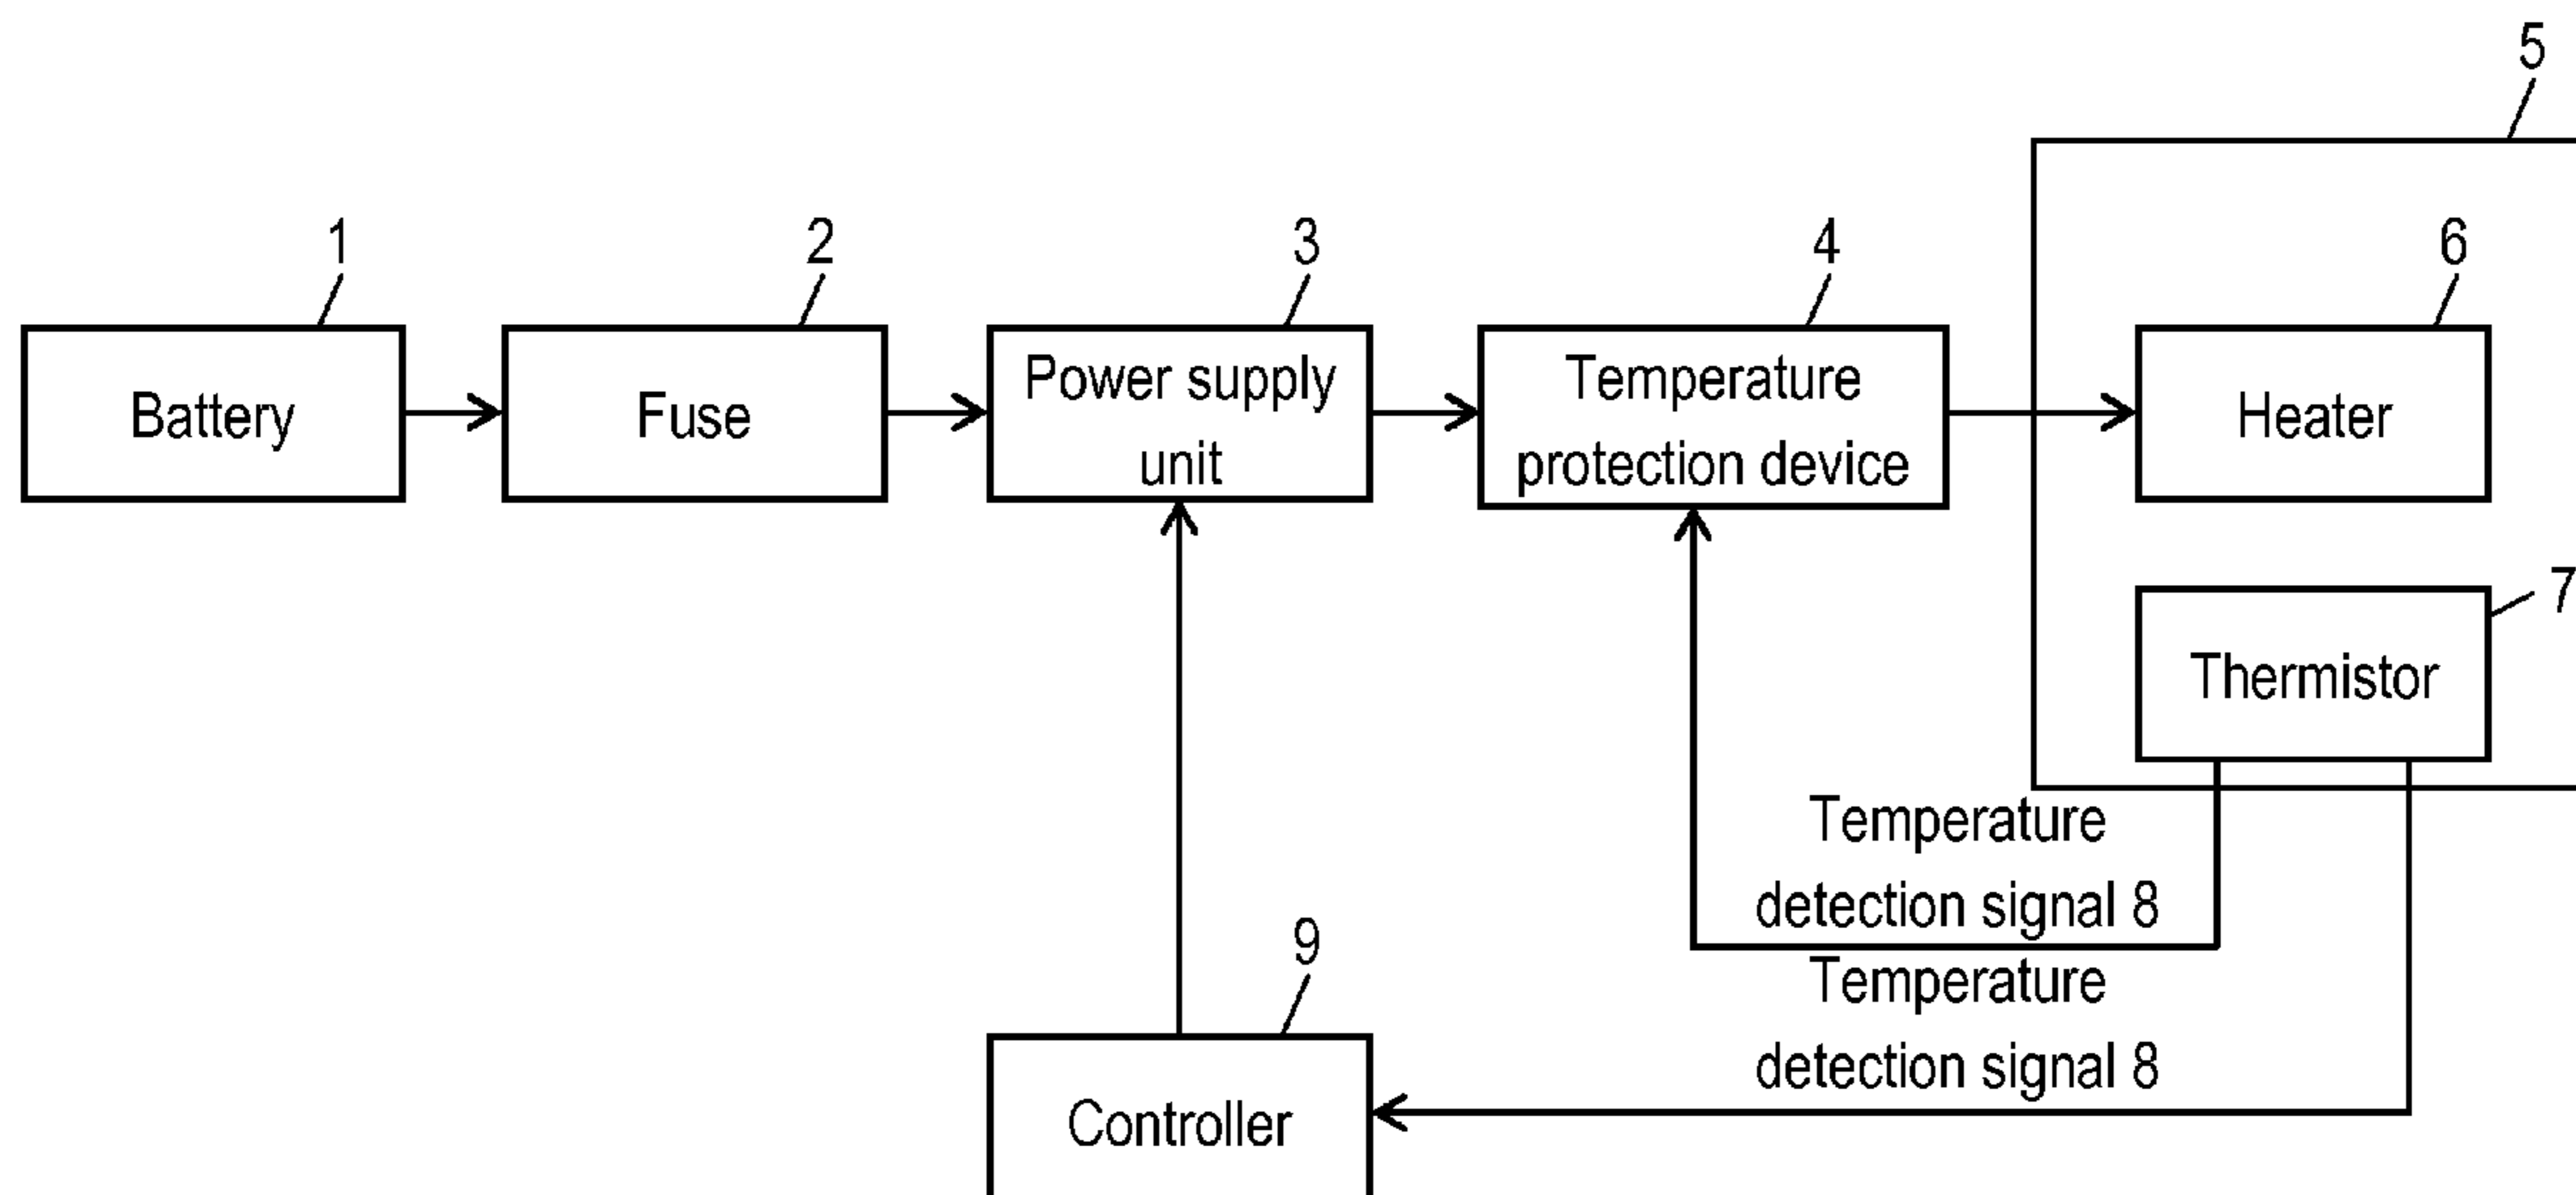 5
1
2
3
4
6
Battery
Fuse
Power supply
unit
Temperature
protection device
Heater
7
Thermistor
Temperature
detection signal 8
9
Temperature
detection signal 8
Controller